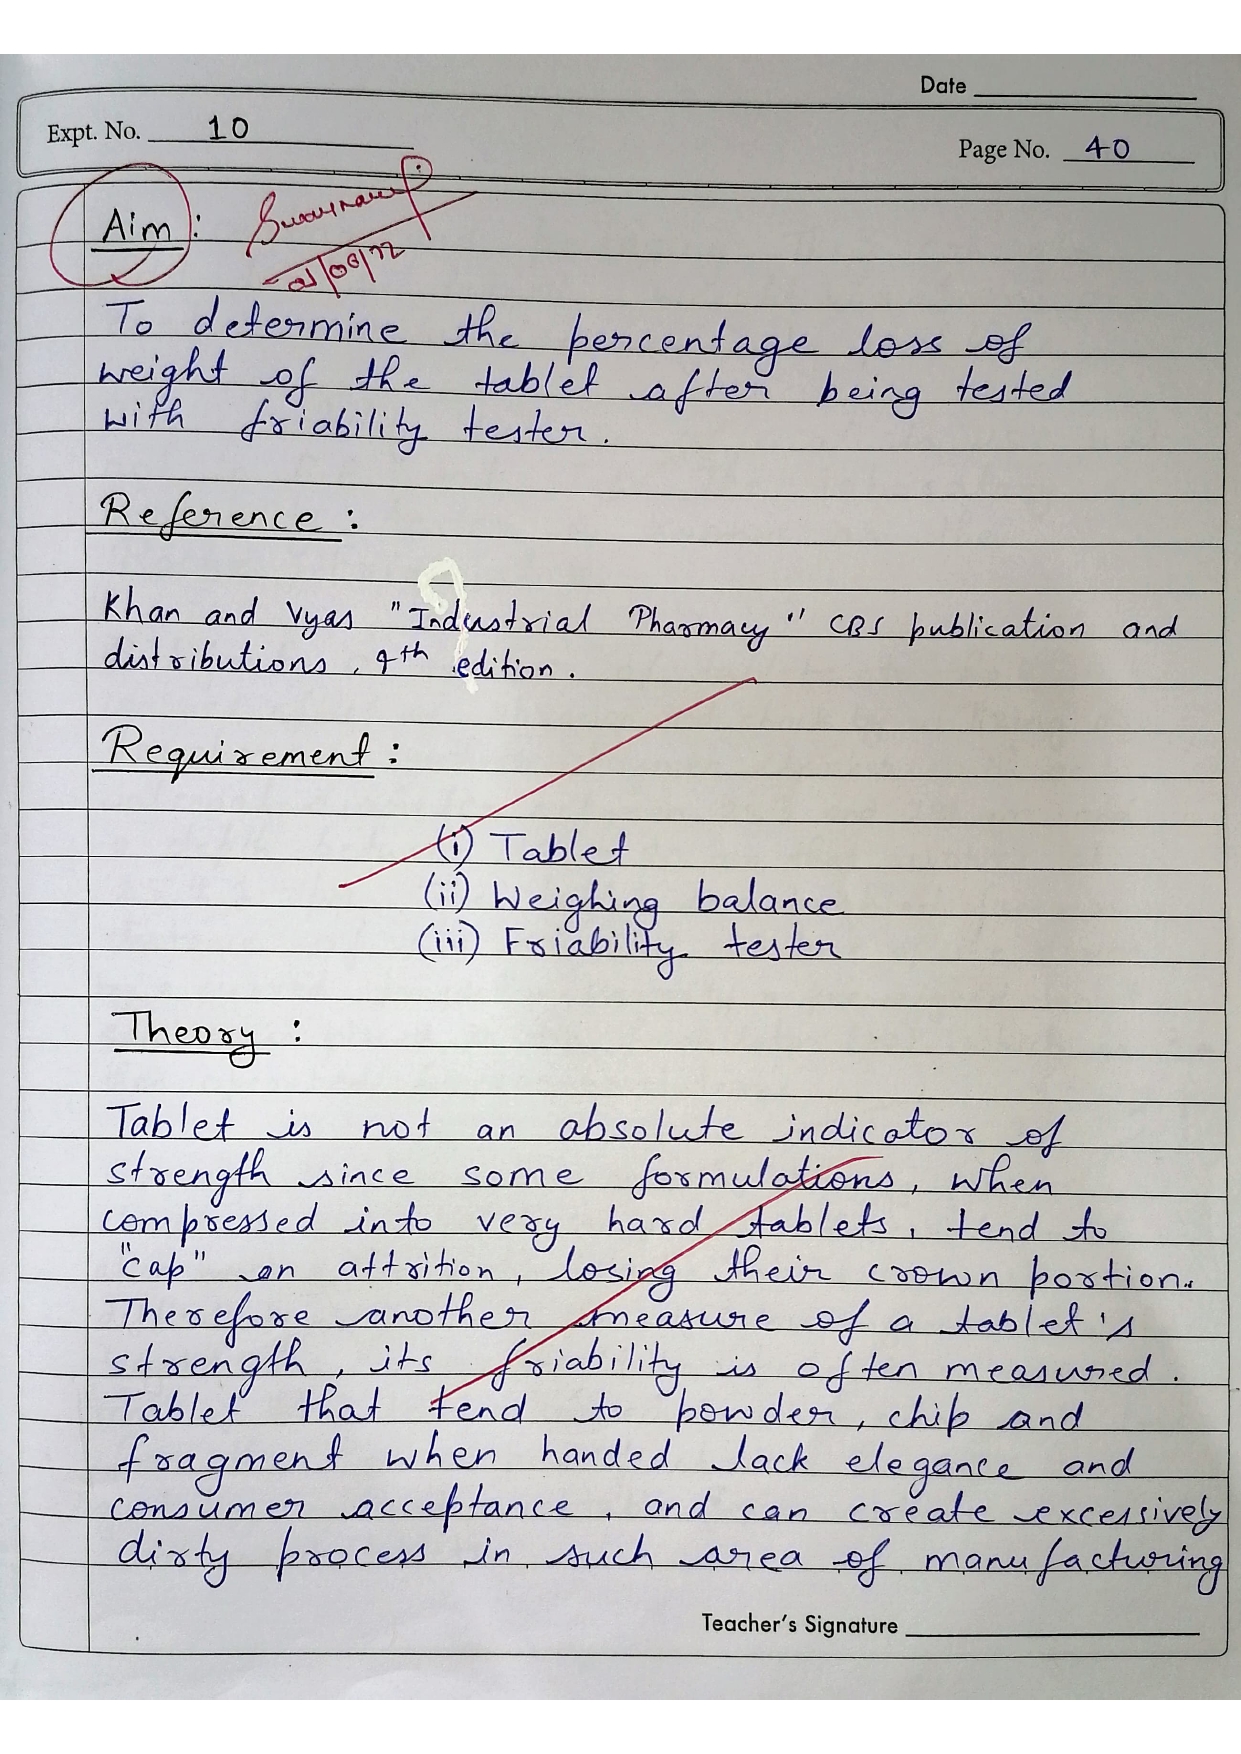 Date
Expt. No. 10
Page No. 40
Aim :
To determine the percentage loss of
weight of the tablet after being tested
with friability tester.
Reference :
Khan and Vyas "Industrial Pharmacy" CBS publication and
distributions, 4th edition.
Requirement :
(i) Tablet
(ii) Weighing balance
(iii) Friability tester
Theory :
Tablet is not an absolute indicator of
strength since some formulations, when
compressed into very hard tablets, tend to
"cap" on attrition, losing their crown portion.
Therefore another measure of a tablet's
strength, its friability is often measured.
Tablet that tend to powder, chip and
fragment when handed lack elegance and
consumer acceptance, and can create excessively
dirty process in such area of manufacturing
Teacher's Signature